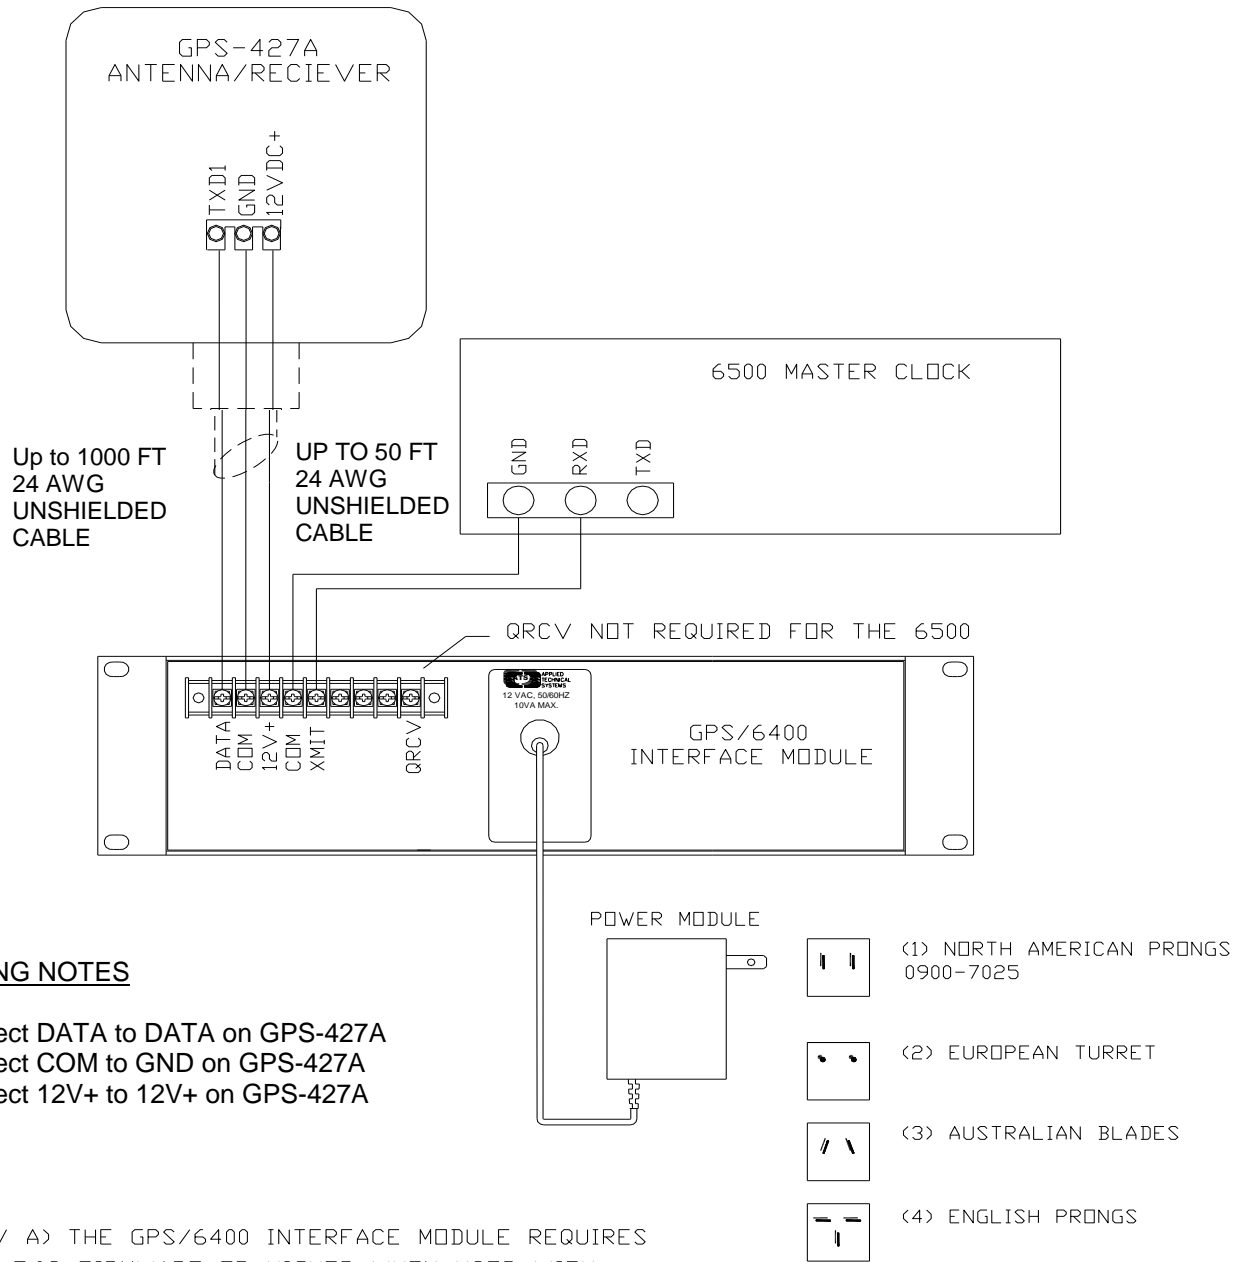 GPS-427A
ANTENNA/RECIEVER
TXD1
GND
12VDC+
Up to 1000 FT
24 AWG
UNSHIELDED
CABLE
UP TO 50 FT
24 AWG
UNSHIELDED
CABLE
6500 MASTER CLOCK
GND
RXD
TXD
QRCV NOT REQUIRED FOR THE 6500
DATA
COM
12V+
COM
XMIT
QRCV
ATS APPLIED
TECHNICAL
SYSTEMS
12 VAC, 50/60HZ
10VA MAX.
GPS/6400
INTERFACE MODULE
POWER MODULE
(1) NORTH AMERICAN PRONGS
0900-7025
(2) EUROPEAN TURRET
(3) AUSTRALIAN BLADES
(4) ENGLISH PRONGS
NG NOTES
ect DATA to DATA on GPS-427A
ect COM to GND on GPS-427A
ect 12V+ to 12V+ on GPS-427A
A) THE GPS/6400 INTERFACE MODULE REQUIRES